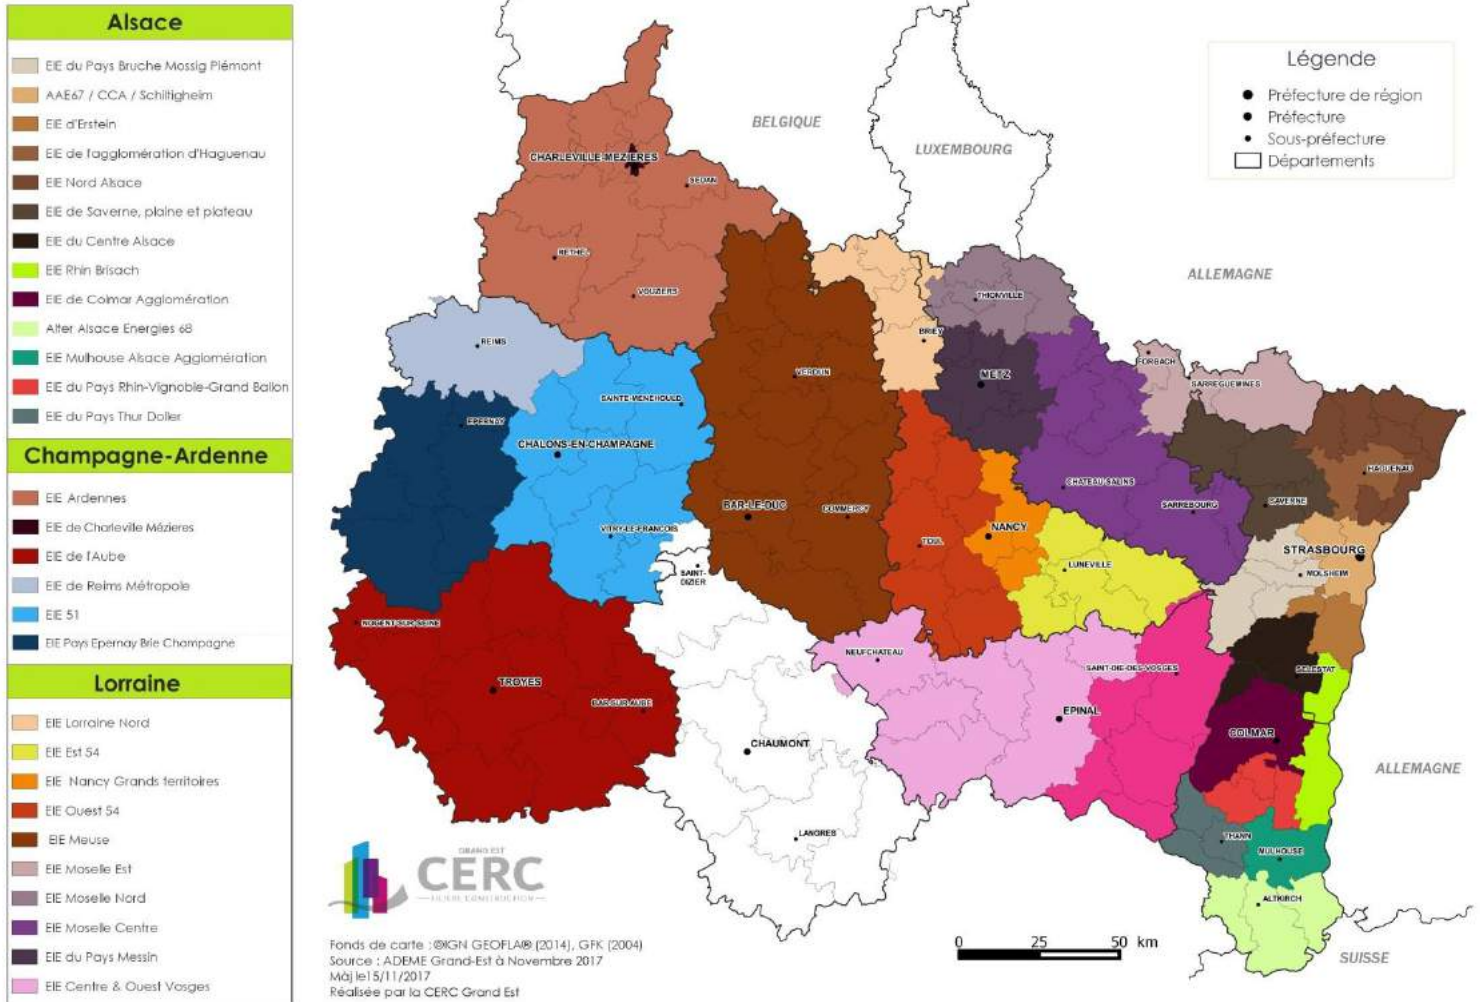 Alsace
EIE du Pays Bruche Mossig Piémont
AAE67 / CCA / Schiltigheim
EIE d'Erstein
EIE de l'agglomération d'Haguenau
EIE Nord Alsace
EIE de Saverne, plaine et plateau
EIE du Centre Alsace
EIE Rhin Brisach
EIE de Colmar Agglomération
Alter Alsace Energies 68
EIE Mulhouse Alsace Agglomération
EIE du Pays Rhin-Vignoble-Grand Ballon
EIE du Pays Thur Doller
Champagne-Ardenne
EIE Ardennes
EIE de Charleville Mézieres
EIE de l'Aube
EIE de Reims Métropole
EIE 51
EIE Pays Epernay Brie Champagne
Lorraine
EIE Lorraine Nord
EIE Est 54
EIE Nancy Grands territoires
EIE Ouest 54
EIE Meuse
EIE Moselle Est
EIE Moselle Nord
EIE Moselle Centre
EIE du Pays Messin
EIE Centre & Ouest Vosges
Légende
Préfecture de région
Préfecture
Sous-préfecture
Départements
BELGIQUE
LUXEMBOURG
ALLEMAGNE
CHARLEVILLE-MEZIERES
SEDAN
RETHEL
VOUZIERS
THIONVILLE
REIMS
BRIEY
FORBACH
SARREGUEMINES
VERDUN
METZ
SAINTE-MENEHOULD
EPERNAY
CHALONS-EN-CHAMPAGNE
HAGUENAU
CHATEAU-SALINS
SARREBOURG
SAVERNE
BAR-LE-DUC
COMMERCY
VITRY-LE-FRANCOIS
NANCY
TOUL
STRASBOURG
LUNEVILLE
MOLSHEIM
SAINT-
DIZIER
NOGENT-SUR-SEINE
NEUFCHATEAU
SAINT-DIE-DES-VOSGES
SELESTAT
TROYES
BAR-SUR-AUBE
EPINAL
COLMAR
CHAUMONT
ALLEMAGNE
LANGRES
THANN
MULHOUSE
ALTKIRCH
SUISSE
GRAND EST
CERC
FILIERE CONSTRUCTION
0 25 50 km
Fonds de carte : ©IGN GEOFLA® (2014), GFK (2004)
Source : ADEME Grand-Est à Novembre 2017
Màj le15/11/2017
Réalisée par la CERC Grand Est